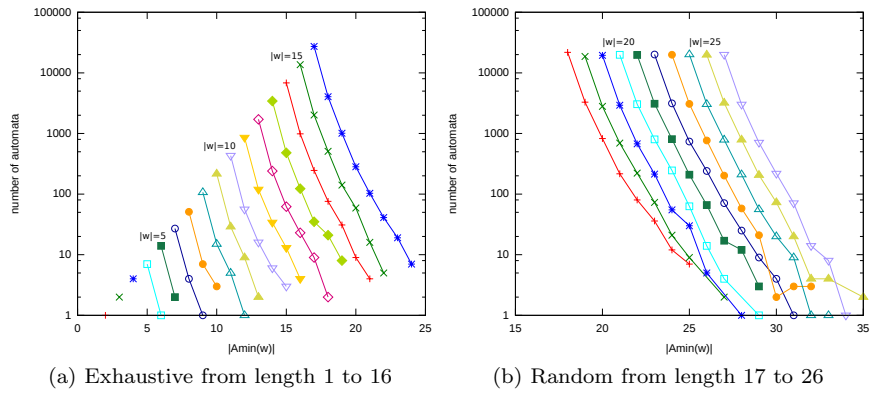 100000
10000
1000
100
10
1
0
5
10
15
20
25
number of automata
|Amin(w)|
|w|=5
|w|=10
|w|=15
(a) Exhaustive from length 1 to 16
100000
10000
1000
100
10
1
15
20
25
30
35
number of automata
|Amin(w)|
|w|=20
|w|=25
(b) Random from length 17 to 26